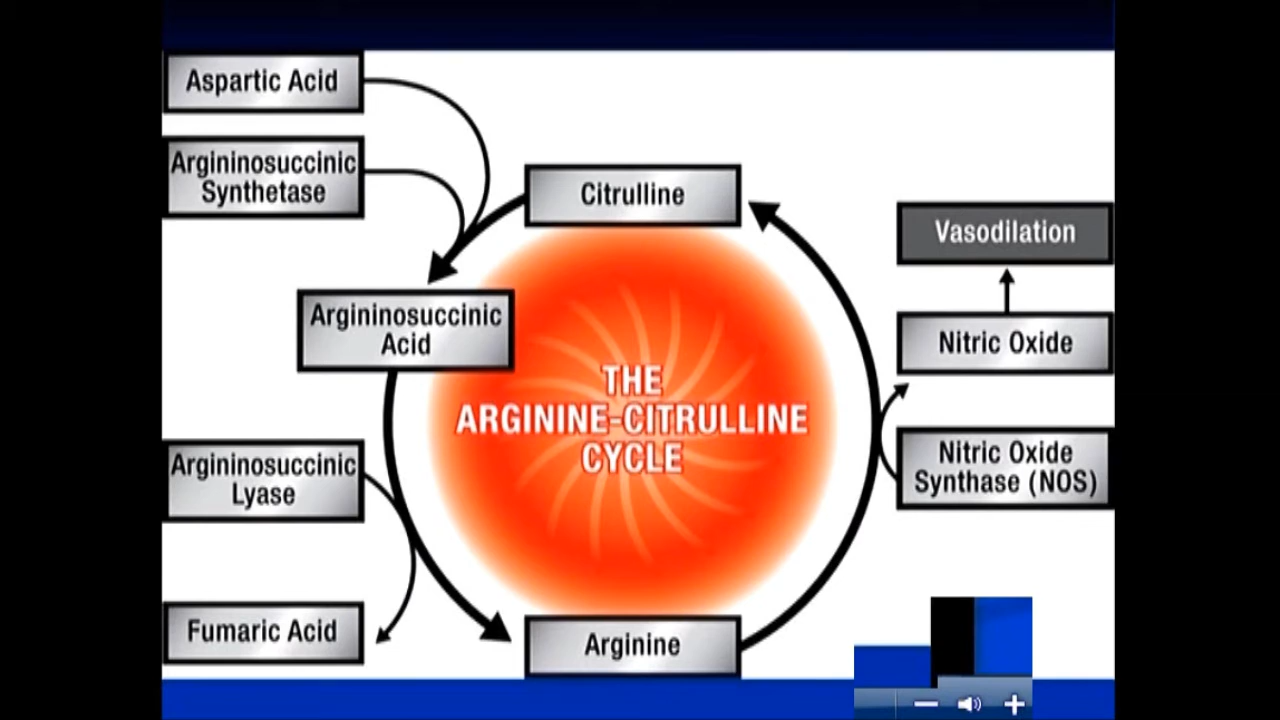 Aspartic Acid
Argininosuccinic
Synthetase
Citrulline
Vasodilation
Argininosuccinic
Acid
Nitric Oxide
THE
ARGININE-CITRULLINE
CYCLE
Argininosuccinic
Lyase
Nitric Oxide
Synthase (NOS)
Fumaric Acid
Arginine